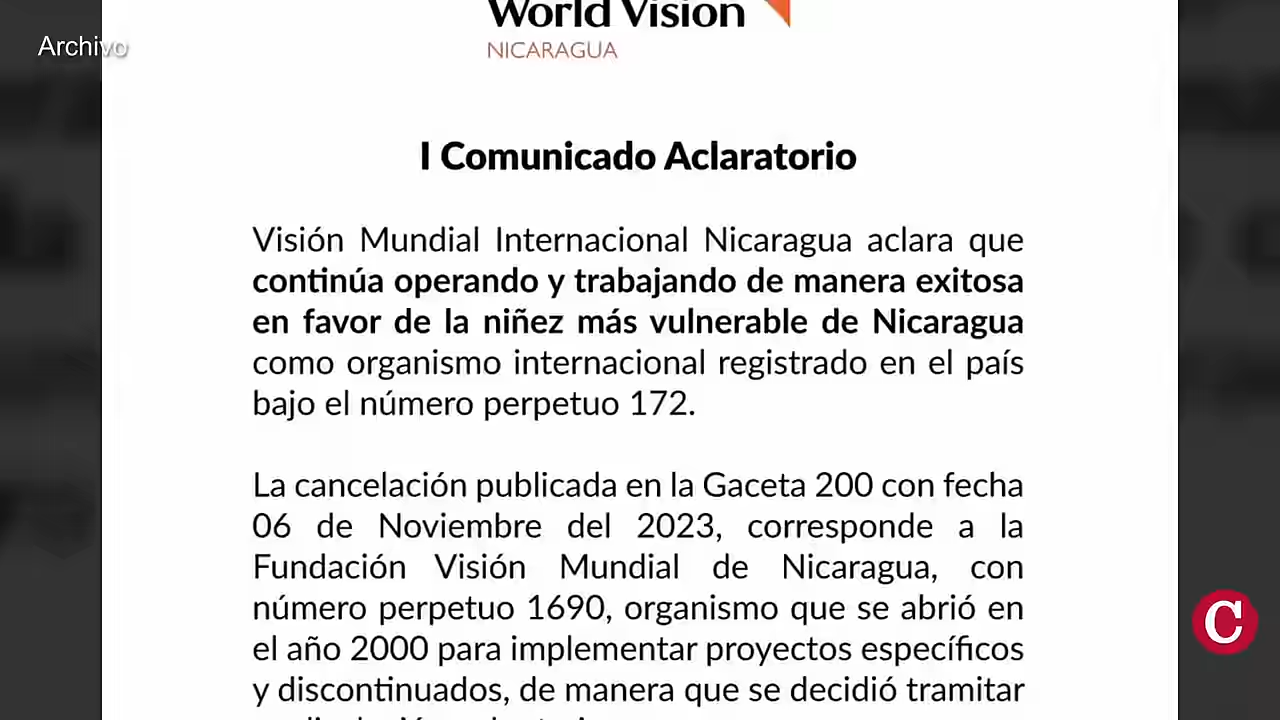 Archivo
World Vision
NICARAGUA
I Comunicado Aclaratorio
Visión Mundial Internacional Nicaragua aclara que
continúa operando y trabajando de manera exitosa
en favor de la niñez más vulnerable de Nicaragua
como organismo internacional registrado en el país
bajo el número perpetuo 172.
La cancelación publicada en la Gaceta 200 con fecha
06 de Noviembre del 2023, corresponde a la
Fundación Visión Mundial de Nicaragua, con
número perpetuo 1690, organismo que se abrió en
el año 2000 para implementar proyectos específicos
y discontinuados, de manera que se decidió tramitar
C